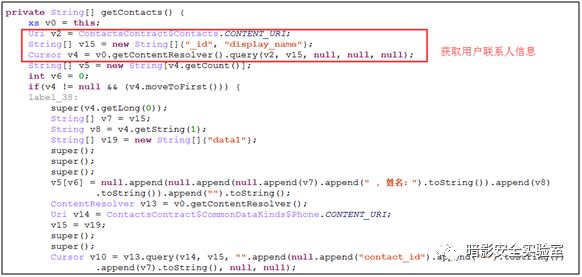 private String[] getContacts() {
xs v0 = this;
Uri v2 = ContactsContract$Contacts.CONTENT_URI;
String[] v15 = new String[]{"_id", "display_name"};
Cursor v4 = v0.getContentResolver().query(v2, v15, null, null, null);
获取用户联系人信息
String[] v5 = new String[v4.getCount()];
int v6 = 0;
if(v4 != null && (v4.moveToFirst())) {
label_38:
super(v4.getLong(0));
String[] v7 = v15;
String v8 = v4.getString(1);
String[] v19 = new String[]{"data1"};
super();
super();
super();
v5[v6] = null.append(null.append(null.append(v7).append(" , 姓名: ").toString()).append(v8)
.toString()).append("").toString();
ContentResolver v13 = v0.getContentResolver();
Uri v14 = ContactsContract$CommonDataKinds$Phone.CONTENT_URI;
v15 = v19;
super();
super();
Cursor v10 = v13.query(v14, v15, "".append(null.append("contact_id").append( .toString())
.append(v7).toString(), null, null);
暗影安全实验室